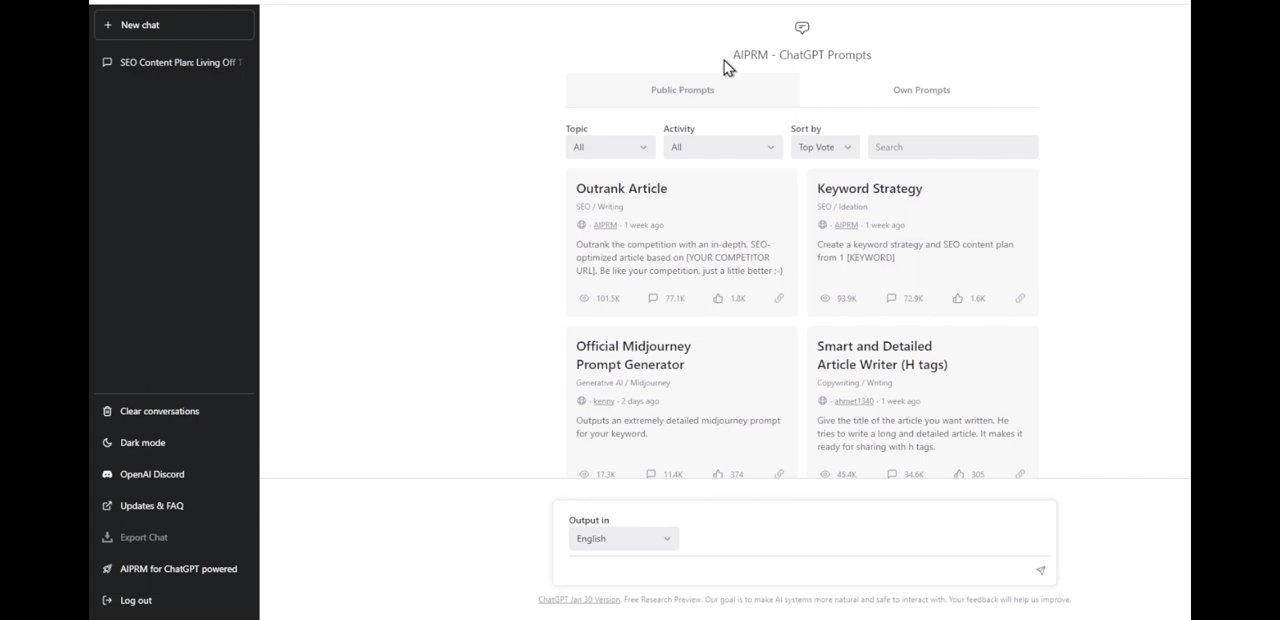 New chat
SEO Content Plan: Living Off T
Clear conversations
Dark mode
OpenAI Discord
Updates & FAQ
Export Chat
AIPRM for ChatGPT powered
Log out
AIPRM - ChatGPT Prompts
Public Prompts
Own Prompts
Topic
Activity
Sort by
All
All
Top Vote
Search
Outrank Article
SEO / Writing
· AIPRM · 1 week ago
Outrank the competition with an in-depth, SEO-
optimized article based on [YOUR COMPETITOR
URL]. Be like your competition, just a little better ;-)
101.5K 77.1K 1.8K
Keyword Strategy
SEO / Ideation
· AIPRM · 1 week ago
Create a keyword strategy and SEO content plan
from 1 [KEYWORD]
93.9K 72.9K 1.6K
Official Midjourney
Prompt Generator
Generative AI / Midjourney
· kenny · 2 days ago
Outputs an extremely detailed midjourney prompt
for your keyword.
17.3K 11.4K 374
Smart and Detailed
Article Writer (H tags)
Copywriting / Writing
· ahmet1340 · 1 week ago
Give the title of the article you want written. He
tries to write a long and detailed article. It makes it
ready for sharing with h tags.
45.4K 34.6K 305
Output in
English
ChatGPT Jan 30 Version. Free Research Preview. Our goal is to make AI systems more natural and safe to interact with. Your feedback will help us improve.